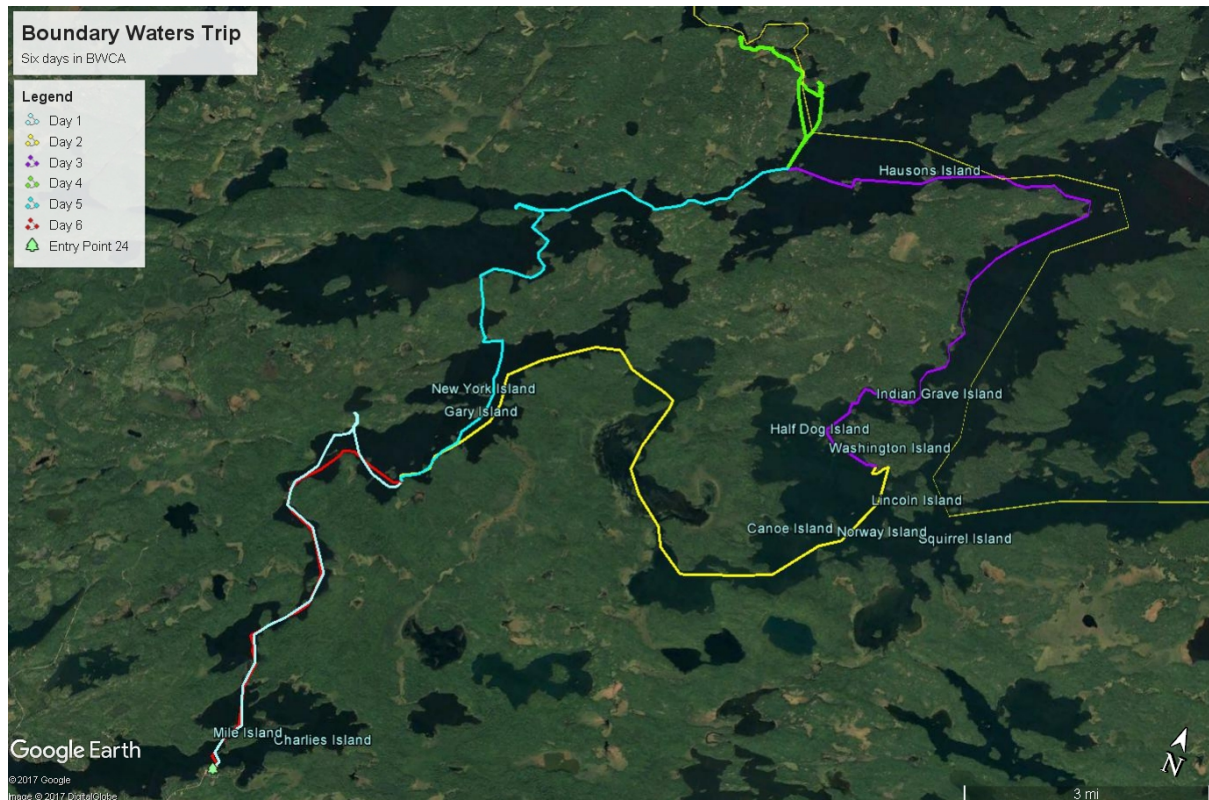 Boundary Waters Trip
Six days in BWCA
Legend
Day 1
Day 2
Day 3
Day 4
Day 5
Day 6
Entry Point 24
Hausons Island
New York Island
Gary Island
Indian Grave Island
Half Dog Island
Washington Island
Lincoln Island
Canoe Island
Norway Island
Squirrel Island
Mile Island
Charlies Island
Google Earth
©2017 Google
Image © 2017 DigitalGlobe
N
3 mi